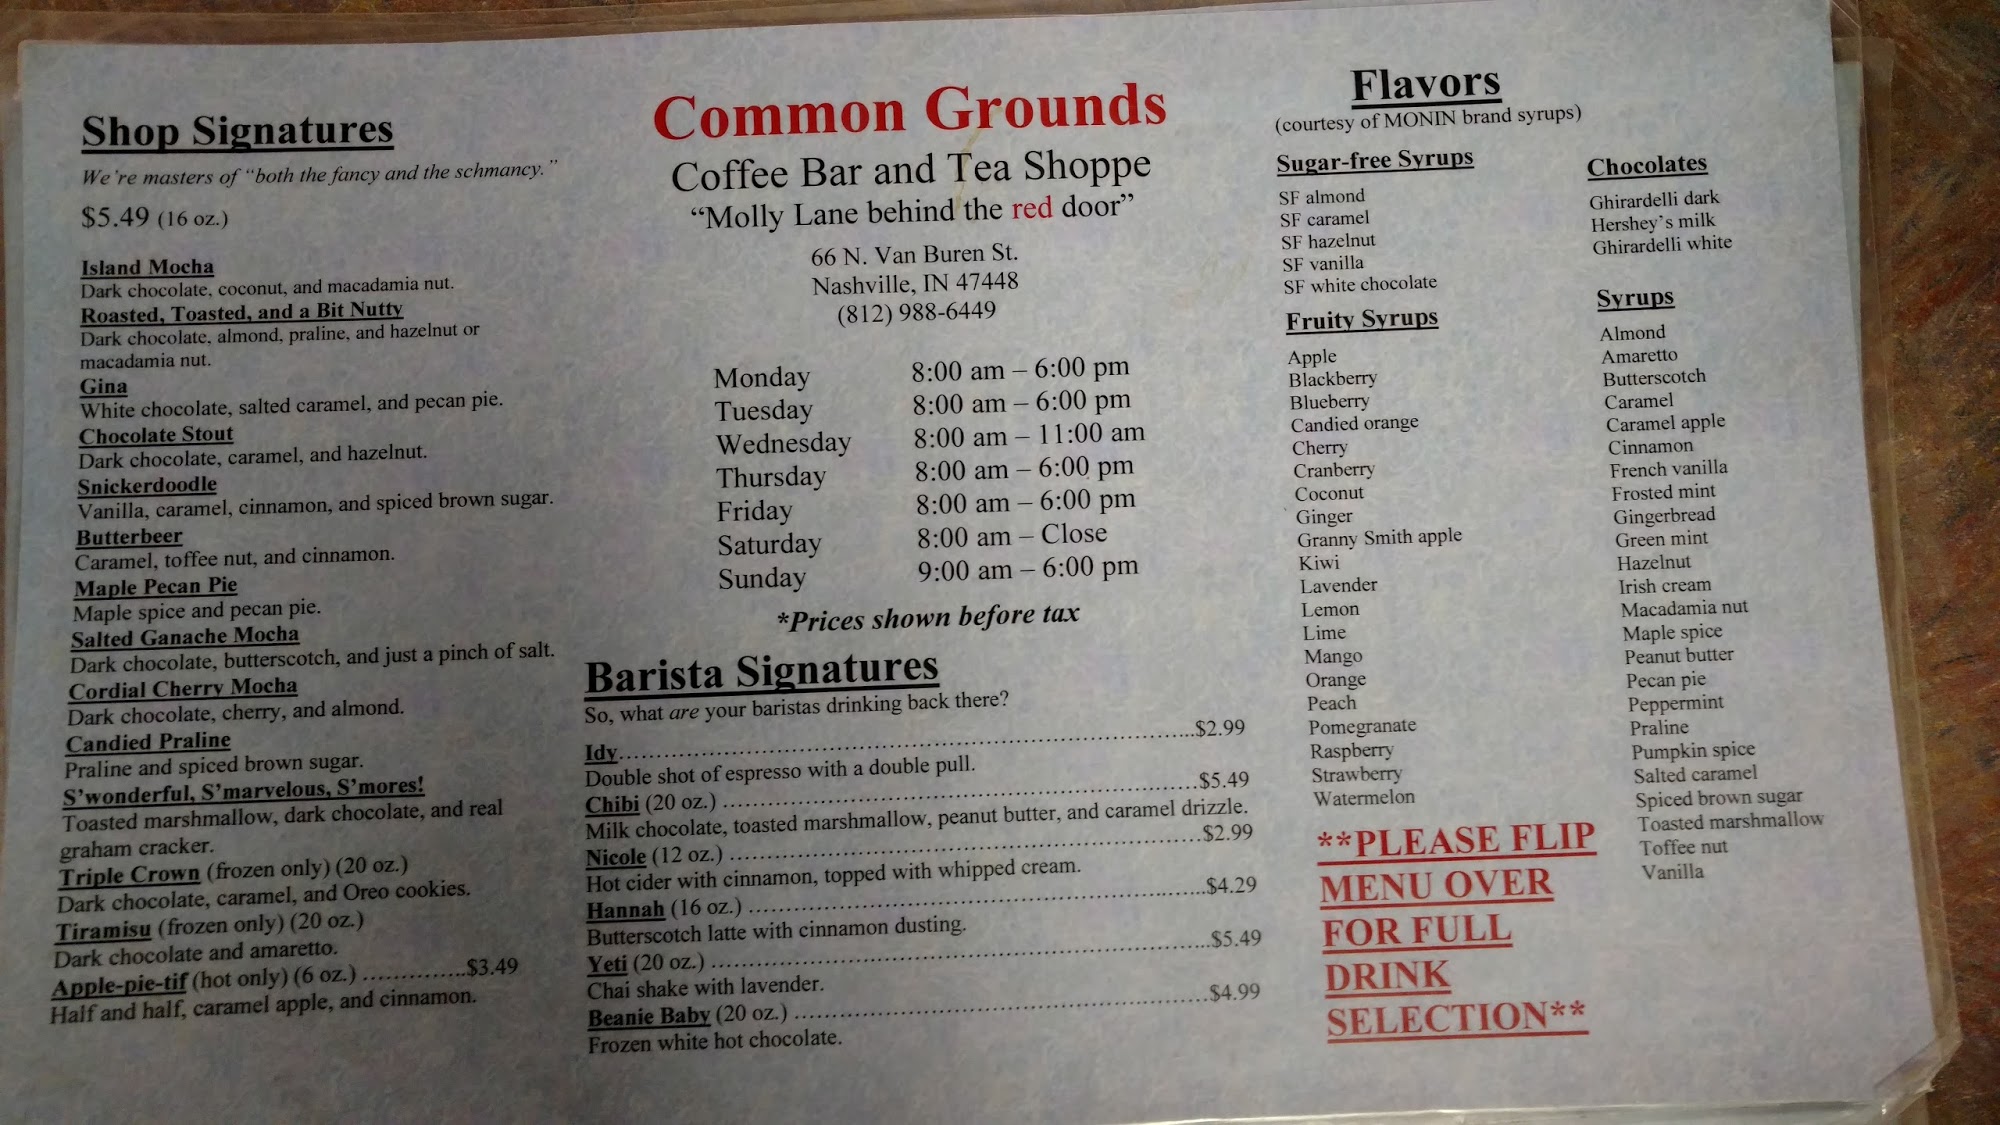 Shop Signatures
We're masters of "both the fancy and the schmancy."
$5.49 (16 oz.)
Island Mocha
Dark chocolate, coconut, and macadamia nut.
Roasted, Toasted, and a Bit Nutty
Dark chocolate, almond, praline, and hazelnut or
macadamia nut.
Gina
White chocolate, salted caramel, and pecan pie.
Chocolate Stout
Dark chocolate, caramel, and hazelnut.
Snickerdoodle
Vanilla, caramel, cinnamon, and spiced brown sugar.
Butterbeer
Caramel, toffee nut, and cinnamon.
Maple Pecan Pie
Maple spice and pecan pie.
Salted Ganache Mocha
Dark chocolate, butterscotch, and just a pinch of salt.
Cordial Cherry Mocha
Dark chocolate, cherry, and almond.
Candied Praline
Praline and spiced brown sugar.
S'wonderful, S'marvelous, S'mores!
Toasted marshmallow, dark chocolate, and real
graham cracker.
Triple Crown (frozen only) (20 oz.)
Dark chocolate, caramel, and Oreo cookies.
Tiramisu (frozen only) (20 oz.)
Dark chocolate and amaretto.
Apple-pie-tif (hot only) (6 oz.) ...............$3.49
Half and half, caramel apple, and cinnamon.
Common Grounds
Coffee Bar and Tea Shoppe
"Molly Lane behind the red door"
66 N. Van Buren St.
Nashville, IN 47448
(812) 988-6449
Monday 8:00 am – 6:00 pm
Tuesday 8:00 am – 6:00 pm
Wednesday 8:00 am – 11:00 am
Thursday 8:00 am – 6:00 pm
Friday 8:00 am – 6:00 pm
Saturday 8:00 am – Close
Sunday 9:00 am – 6:00 pm
*Prices shown before tax
Barista Signatures
So, what are your baristas drinking back there?
Idy...............$2.99
Double shot of espresso with a double pull.
Chibi (20 oz.) ...............$5.49
Milk chocolate, toasted marshmallow, peanut butter, and caramel drizzle.
Nicole (12 oz.) ...............$2.99
Hot cider with cinnamon, topped with whipped cream.
Hannah (16 oz.) ...............$4.29
Butterscotch latte with cinnamon dusting.
Yeti (20 oz.) ...............$5.49
Chai shake with lavender.
Beanie Baby (20 oz.) ...............$4.99
Frozen white hot chocolate.
Flavors
(courtesy of MONIN brand syrups)
Sugar-free Syrups
SF almond
SF caramel
SF hazelnut
SF vanilla
SF white chocolate
Fruity Syrups
Apple
Blackberry
Blueberry
Candied orange
Cherry
Cranberry
Coconut
Ginger
Granny Smith apple
Kiwi
Lavender
Lemon
Lime
Mango
Orange
Peach
Pomegranate
Raspberry
Strawberry
Watermelon
**PLEASE FLIP
MENU OVER
FOR FULL
DRINK
SELECTION**
Chocolates
Ghirardelli dark
Hershey's milk
Ghirardelli white
Syrups
Almond
Amaretto
Butterscotch
Caramel
Caramel apple
Cinnamon
French vanilla
Frosted mint
Gingerbread
Green mint
Hazelnut
Irish cream
Macadamia nut
Maple spice
Peanut butter
Pecan pie
Peppermint
Praline
Pumpkin spice
Salted caramel
Spiced brown sugar
Toasted marshmallow
Toffee nut
Vanilla